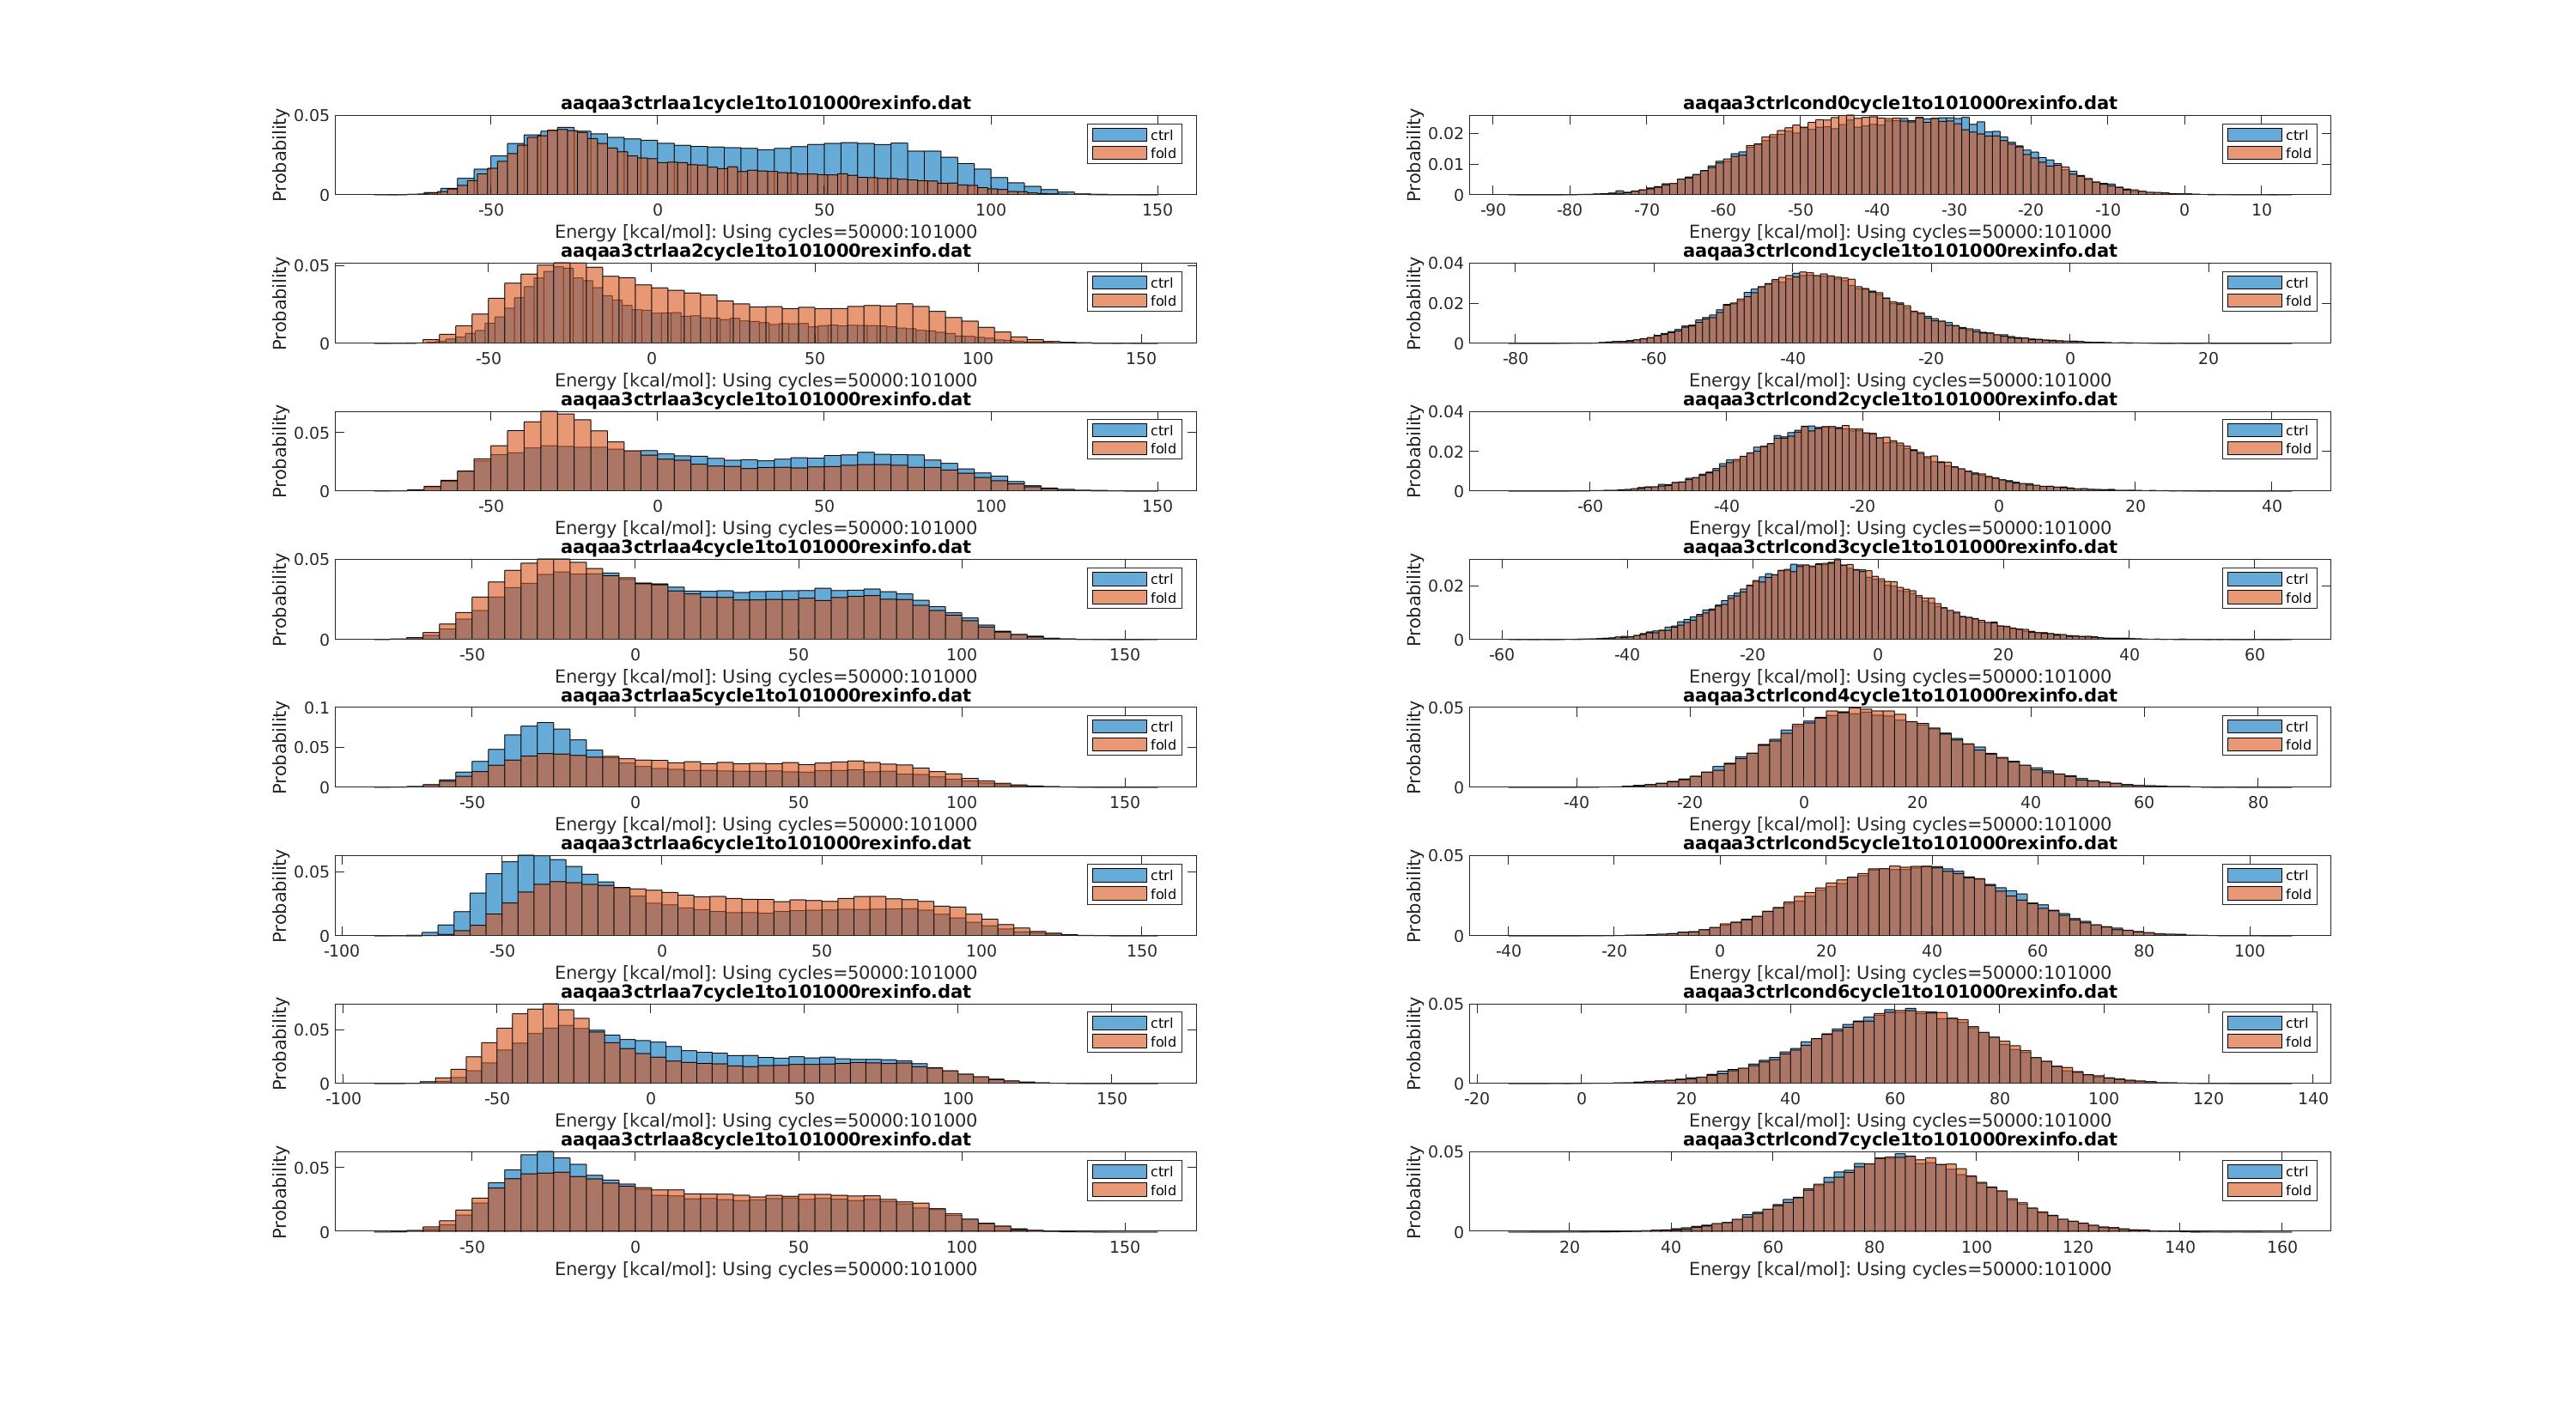 aaqaa3ctrlaa1cycle1to101000rexinfo.dat
Probability
0.05
0
ctrl
fold
-50 0 50 100 150
Energy [kcal/mol]: Using cycles=50000:101000
aaqaa3ctrlaa2cycle1to101000rexinfo.dat
Probability
0.05
0
ctrl
fold
-50 0 50 100 150
Energy [kcal/mol]: Using cycles=50000:101000
aaqaa3ctrlaa3cycle1to101000rexinfo.dat
Probability
0.05
0
ctrl
fold
-50 0 50 100 150
Energy [kcal/mol]: Using cycles=50000:101000
aaqaa3ctrlaa4cycle1to101000rexinfo.dat
Probability
0.05
0
ctrl
fold
-50 0 50 100 150
Energy [kcal/mol]: Using cycles=50000:101000
aaqaa3ctrlaa5cycle1to101000rexinfo.dat
Probability
0.1
0.05
0
ctrl
fold
-50 0 50 100 150
Energy [kcal/mol]: Using cycles=50000:101000
aaqaa3ctrlaa6cycle1to101000rexinfo.dat
Probability
0.05
0
ctrl
fold
-100 -50 0 50 100 150
Energy [kcal/mol]: Using cycles=50000:101000
aaqaa3ctrlaa7cycle1to101000rexinfo.dat
Probability
0.05
0
ctrl
fold
-100 -50 0 50 100 150
Energy [kcal/mol]: Using cycles=50000:101000
aaqaa3ctrlaa8cycle1to101000rexinfo.dat
Probability
0.05
0
ctrl
fold
-50 0 50 100 150
Energy [kcal/mol]: Using cycles=50000:101000
aaqaa3ctrlcond0cycle1to101000rexinfo.dat
Probability
0.02
0.01
0
ctrl
fold
-90 -80 -70 -60 -50 -40 -30 -20 -10 0 10
Energy [kcal/mol]: Using cycles=50000:101000
aaqaa3ctrlcond1cycle1to101000rexinfo.dat
Probability
0.04
0.02
0
ctrl
fold
-80 -60 -40 -20 0 20
Energy [kcal/mol]: Using cycles=50000:101000
aaqaa3ctrlcond2cycle1to101000rexinfo.dat
Probability
0.04
0.02
0
ctrl
fold
-60 -40 -20 0 20 40
Energy [kcal/mol]: Using cycles=50000:101000
aaqaa3ctrlcond3cycle1to101000rexinfo.dat
Probability
0.02
0
ctrl
fold
-60 -40 -20 0 20 40 60
Energy [kcal/mol]: Using cycles=50000:101000
aaqaa3ctrlcond4cycle1to101000rexinfo.dat
Probability
0.05
0
ctrl
fold
-40 -20 0 20 40 60 80
Energy [kcal/mol]: Using cycles=50000:101000
aaqaa3ctrlcond5cycle1to101000rexinfo.dat
Probability
0.05
0
ctrl
fold
-40 -20 0 20 40 60 80 100
Energy [kcal/mol]: Using cycles=50000:101000
aaqaa3ctrlcond6cycle1to101000rexinfo.dat
Probability
0.05
0
ctrl
fold
-20 0 20 40 60 80 100 120 140
Energy [kcal/mol]: Using cycles=50000:101000
aaqaa3ctrlcond7cycle1to101000rexinfo.dat
Probability
0.05
0
ctrl
fold
20 40 60 80 100 120 140 160
Energy [kcal/mol]: Using cycles=50000:101000